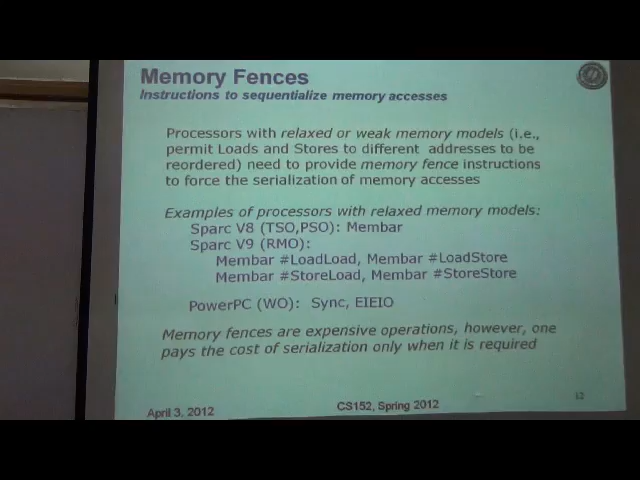 Memory Fences
Instructions to sequentialize memory accesses
Processors with relaxed or weak memory models (i.e.,
permit Loads and Stores to different addresses to be
reordered) need to provide memory fence instructions
to force the serialization of memory accesses
Examples of processors with relaxed memory models:
Sparc V8 (TSO,PSO): Membar
Sparc V9 (RMO):
Membar #LoadLoad, Membar #LoadStore
Membar #StoreLoad, Membar #StoreStore
PowerPC (WO): Sync, EIEIO
Memory fences are expensive operations, however, one
pays the cost of serialization only when it is required
April 3, 2012
CS152, Spring 2012